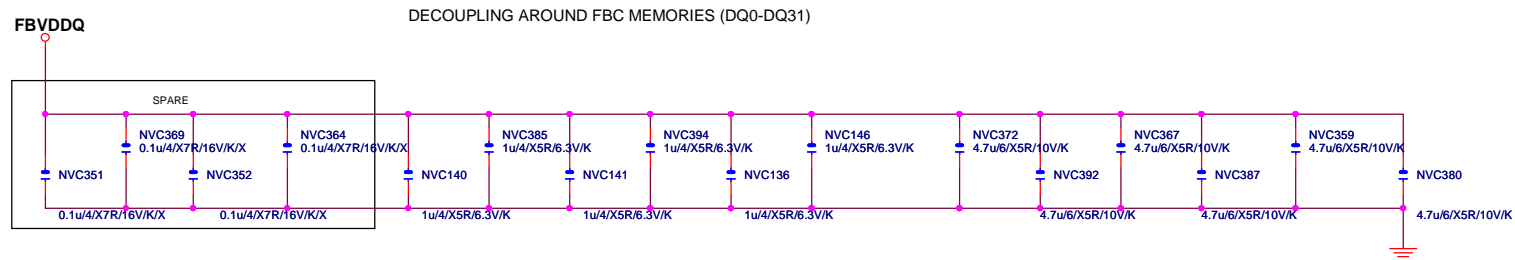 DECOUPLING AROUND FBC MEMORIES (DQ0-DQ31)
FBVDDQ
SPARE
NVC369
0.1u/4/X7R/16V/K/X
NVC364
0.1u/4/X7R/16V/K/X
NVC385
1u/4/X5R/6.3V/K
NVC394
1u/4/X5R/6.3V/K
NVC146
1u/4/X5R/6.3V/K
NVC372
4.7u/6/X5R/10V/K
NVC367
4.7u/6/X5R/10V/K
NVC359
4.7u/6/X5R/10V/K
NVC351
NVC352
NVC140
NVC141
NVC136
NVC392
NVC387
NVC380
0.1u/4/X7R/16V/K/X
0.1u/4/X7R/16V/K/X
1u/4/X5R/6.3V/K
1u/4/X5R/6.3V/K
1u/4/X5R/6.3V/K
4.7u/6/X5R/10V/K
4.7u/6/X5R/10V/K
4.7u/6/X5R/10V/K